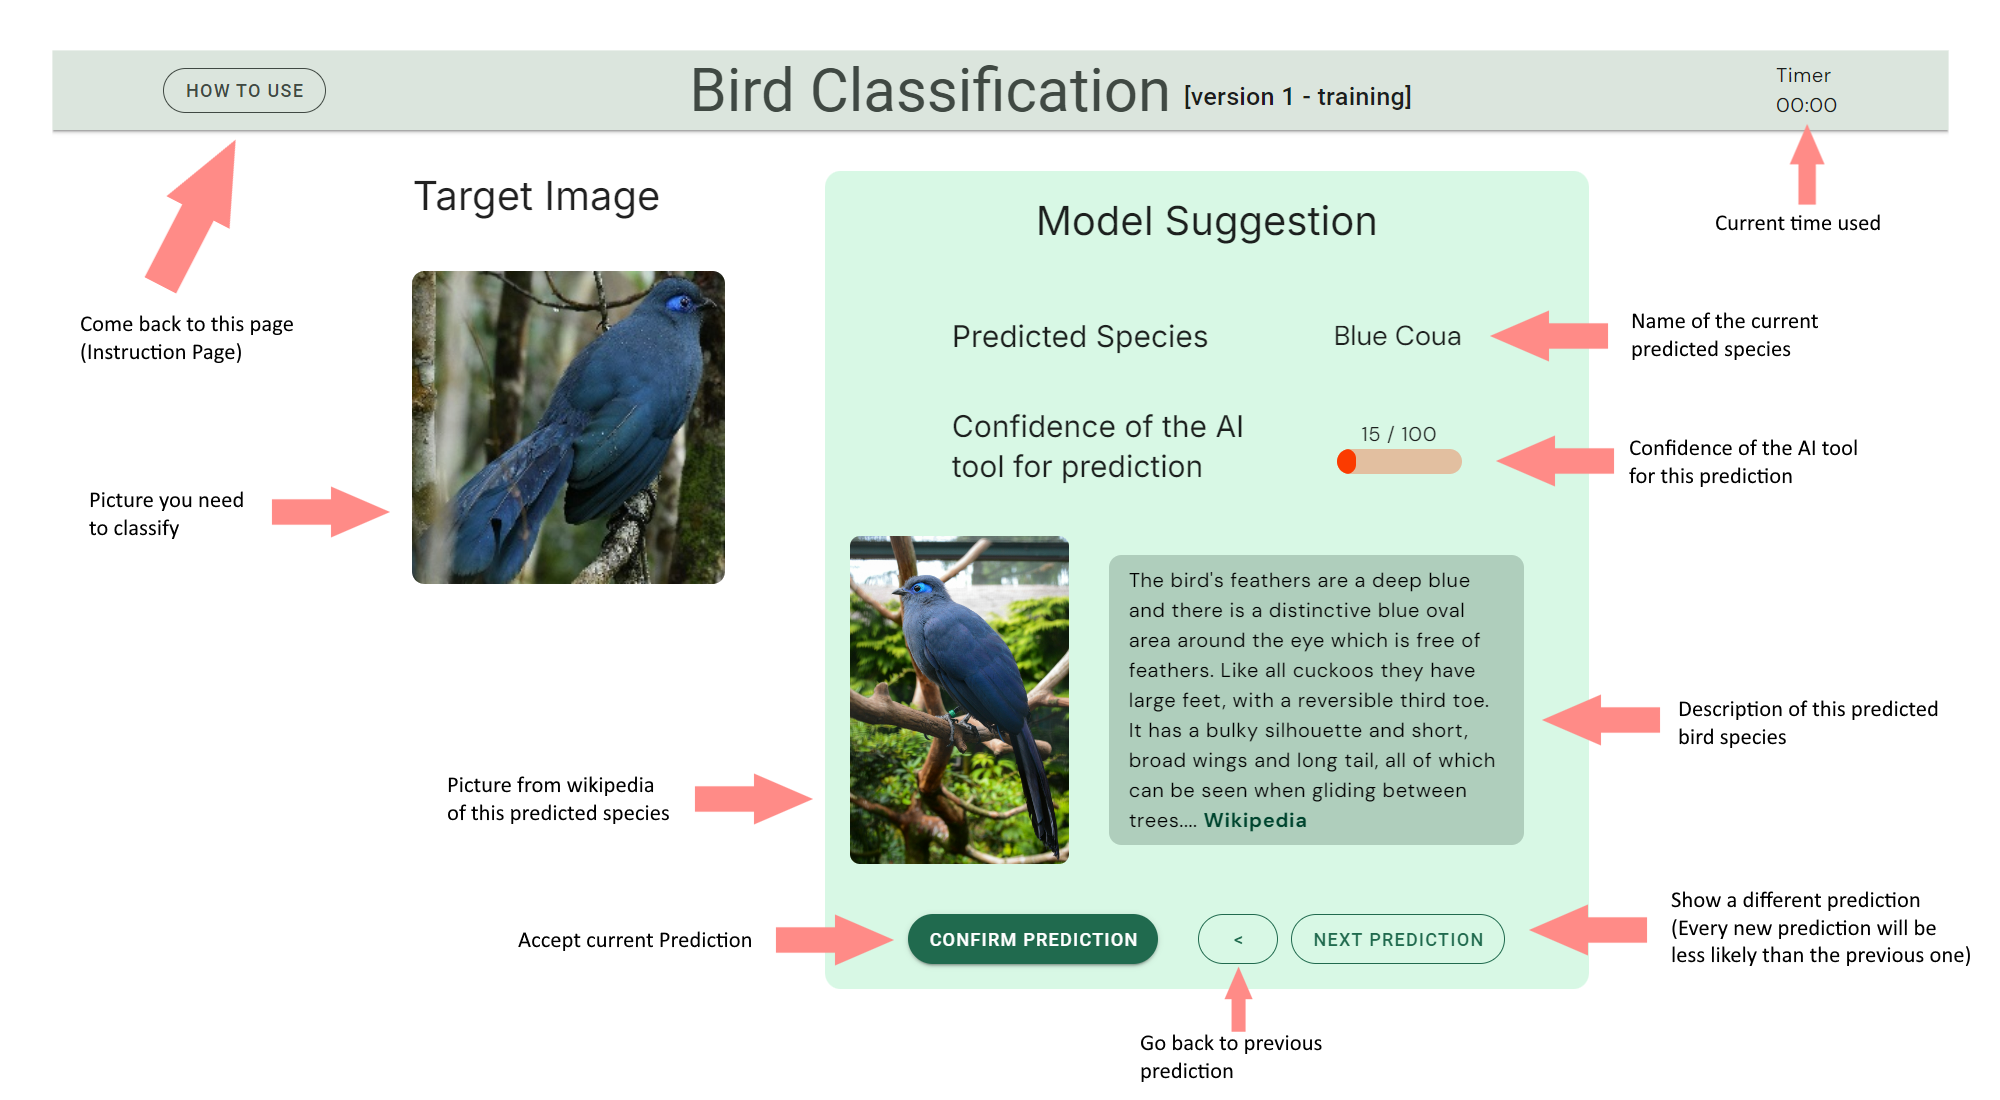 HOW TO USE
Bird Classification [version 1 - training]
Timer
00:00
Current time used
Come back to this page
(Instruction Page)
Target Image
Picture you need
to classify
Model Suggestion
Predicted Species
Blue Coua
Name of the current
predicted species
Confidence of the AI
tool for prediction
15 / 100
Confidence of the AI tool
for this prediction
Picture from wikipedia
of this predicted species
The bird's feathers are a deep blue
and there is a distinctive blue oval
area around the eye which is free of
feathers. Like all cuckoos they have
large feet, with a reversible third toe.
It has a bulky silhouette and short,
broad wings and long tail, all of which
can be seen when gliding between
trees.... Wikipedia
Description of this predicted
bird species
Accept current Prediction
CONFIRM PREDICTION
<
NEXT PREDICTION
Show a different prediction
(Every new prediction will be
less likely than the previous one)
Go back to previous
prediction